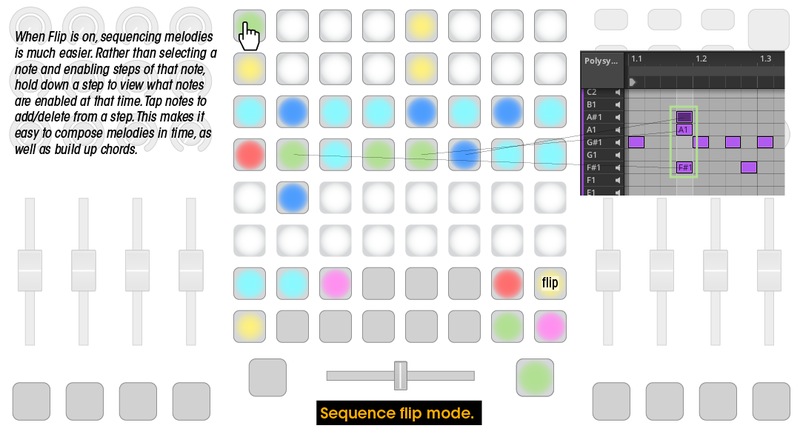 When Flip is on, sequencing melodies
is much easier. Rather than selecting a
note and enabling steps of that note,
hold down a step to view what notes
are enabled at that time. Tap notes to
add/delete from a step. This makes it
easy to compose melodies in time, as
well as build up chords.
Polysy... 1.1 1.2 1.3
C2
B1
A#1
A1 A1
G#1
G1
F#1 F#1
F1
E1
flip
Sequence flip mode.